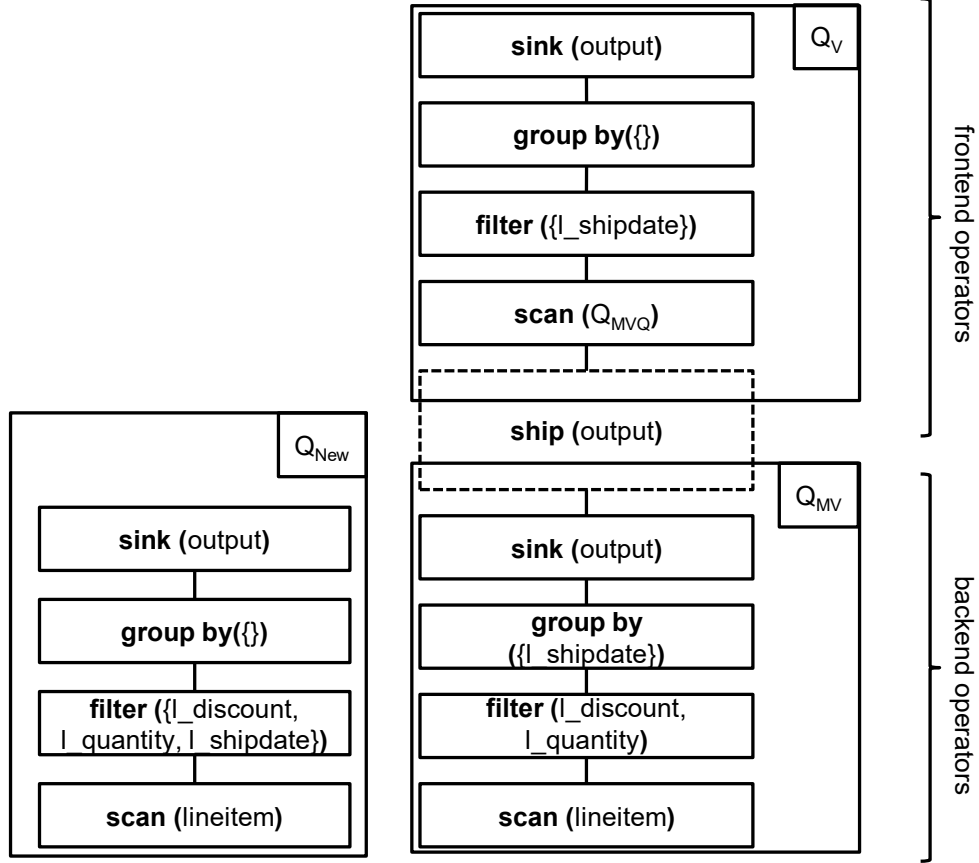 Q_V
sink (output)
group by({})
filter ({l_shipdate})
scan (Q_MVQ)
ship (output)
frontend operators
Q_New
sink (output)
group by({})
filter ({l_discount,
l_quantity, l_shipdate})
scan (lineitem)
Q_MV
sink (output)
group by
({l_shipdate})
filter (l_discount,
l_quantity)
scan (lineitem)
backend operators